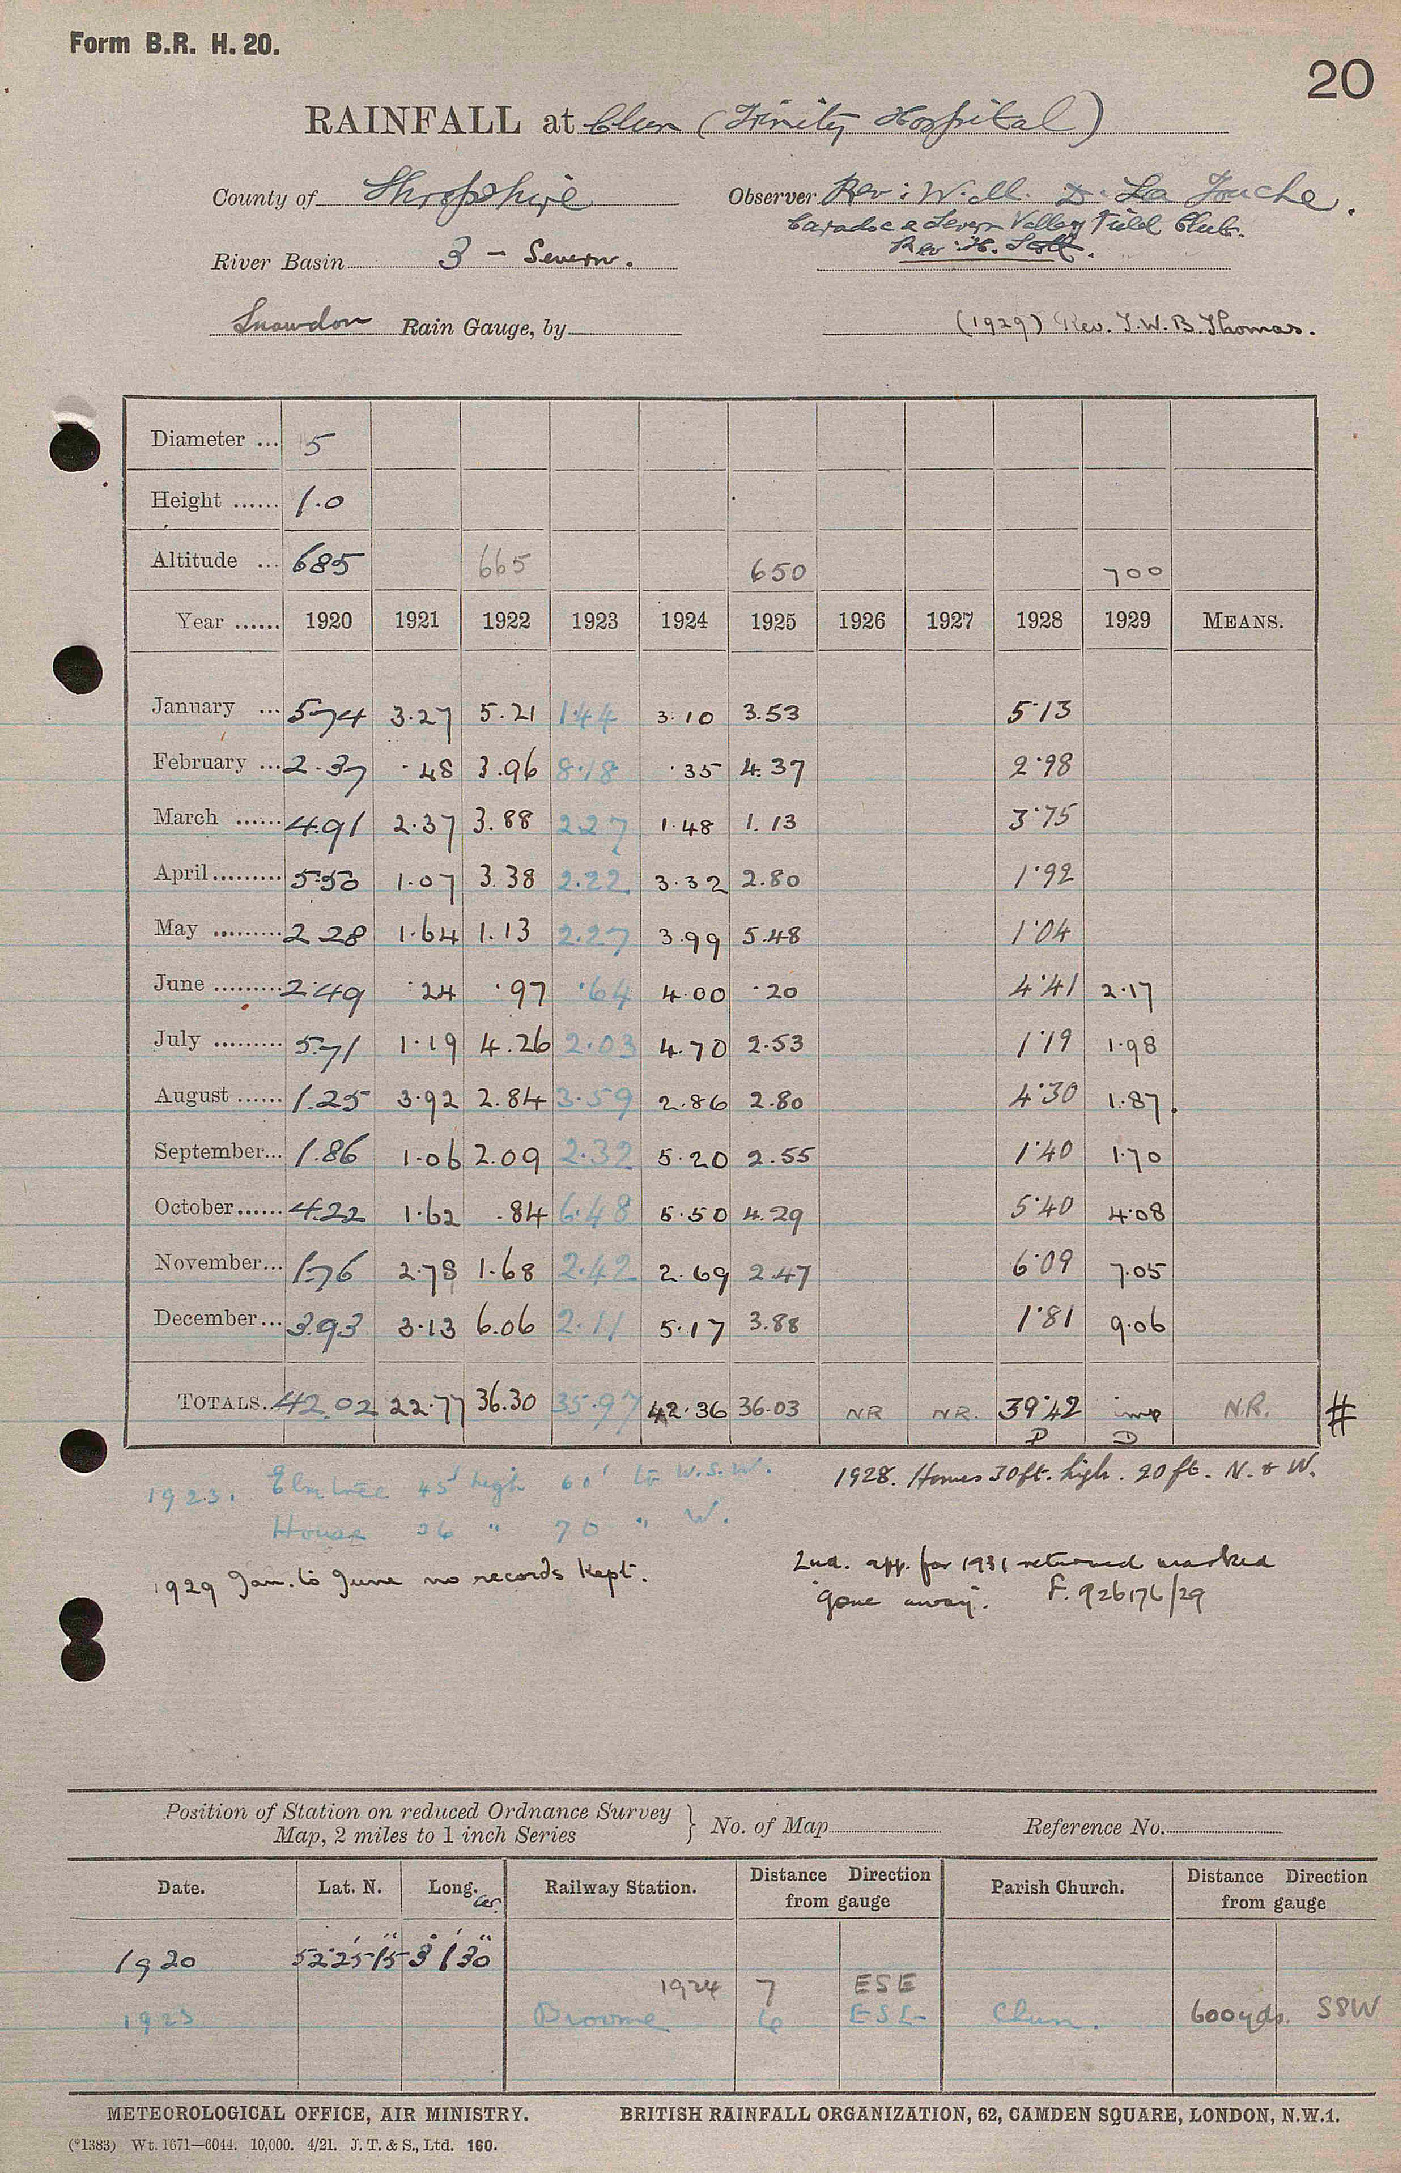 Form B.R. H. 20.
20
RAINFALL at Clun (Trinity Hospital)
County of Shropshire Observer Rev: W. M. D. La Touche.
Caradoc & Severn Valley Field Club.
River Basin 3 - Severn. Rev: H.
Snowdon Rain Gauge, by (1929) Rev. T.W.B. Thomas.
Diameter ... 5
Height ...... 1.0
Altitude ... 685 665 650 700
Year ...... 1920 1921 1922 1923 1924 1925 1926 1927 1928 1929 MEANS.
January ... 5.74 3.27 5.21 1.44 3.10 3.53 5.13
February ... 2.37 .48 3.96 8.18 .35 4.37 2.98
March ...... 4.91 2.37 3.88 2.27 1.48 1.13 3.75
April ......... 5.50 1.07 3.38 2.22 3.32 2.80 1.92
May ......... 2.28 1.64 1.13 2.27 3.99 5.48 1.04
June ......... 2.49 .24 .97 .64 4.00 .20 4.41 2.17
July ......... 5.71 1.19 4.26 2.03 4.70 2.53 1.19 1.98
August ...... 1.25 3.92 2.84 3.59 2.86 2.80 4.30 1.87
September... 1.86 1.06 2.09 2.32 5.20 2.55 1.40 1.70
October...... 4.22 1.62 .84 6.48 5.50 4.29 5.40 4.08
November... 1.76 2.78 1.68 2.42 2.69 2.47 6.09 7.05
December... 3.93 3.13 6.06 2.11 5.17 3.88 1.81 9.06
TOTALS. 42.02 22.77 36.30 35.97 42.36 36.03 NR NR. 39.42 imp N.R. #
P D
1923. Elm tree 45' high 60' to W.S.W. 1928. Homes 30ft. high. 20ft. N. & W.
House 36 " 70 " W.
1929 Jan. to June no records kept. 2nd. app. for 1931 returned marked
"gone away". F. 926176/29
Position of Station on reduced Ordnance Survey
Map, 2 miles to 1 inch Series } No. of Map Reference No.
Date. Lat. N. Long. W. Railway Station. Distance Direction from gauge Parish Church. Distance Direction from gauge
1920 52° 25' 15" 3° 1' 30"
1924 7 ESE
1923 Broome 6 ESE Clun. 600 yds. SSW
METEOROLOGICAL OFFICE, AIR MINISTRY. BRITISH RAINFALL ORGANIZATION, 62, CAMDEN SQUARE, LONDON, N.W.1.
(*1383) Wt. 1671—6044. 10,000. 4/21. J. T. & S., Ltd. 160.